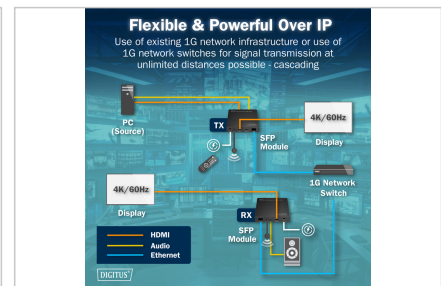 Flexible & Powerful Over IP
Use of existing 1G network infrastructure or use of
1G network switches for signal transmission at
unlimited distances possible - cascading
PC
(Source)
TX
SFP
Module
4K/60Hz
Display
1G Network
Switch
4K/60Hz
Display
RX
SFP
Module
HDMI
Audio
Ethernet
DIGITUS®